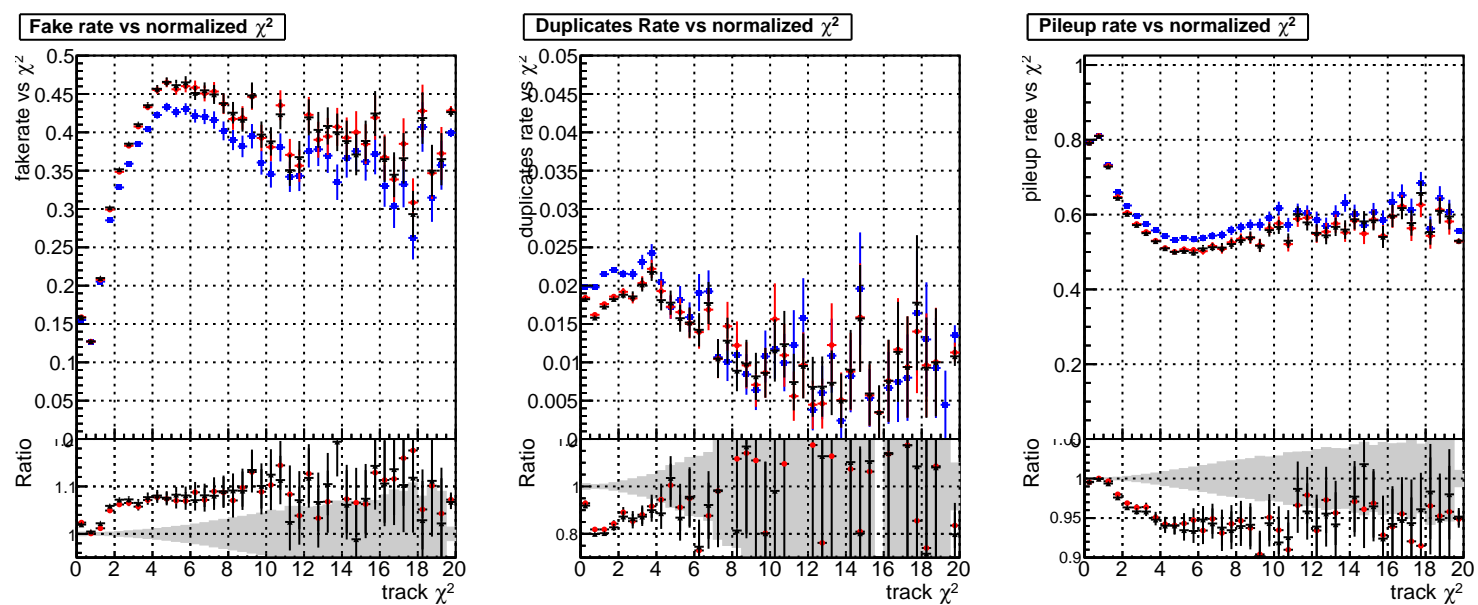 Fake rate vs normalized χ²
fakerate vs χ²
0.5
0.45
0.4
0.35
0.3
0.25
0.2
0.15
0.1
0.05
0
Ratio
1.1
1
0 2 4 6 8 10 12 14 16 18 20
track χ²
Duplicates Rate vs normalized χ²
duplicates rate vs χ²
0.05
0.045
0.04
0.035
0.03
0.025
0.02
0.015
0.01
0.005
0
Ratio
1
0.8
0 2 4 6 8 10 12 14 16 18 20
track χ²
Pileup rate vs normalized χ²
pileup rate vs χ²
1
0.8
0.6
0.4
0.2
0
Ratio
1
0.95
0.9
0 2 4 6 8 10 12 14 16 18 20
track χ²